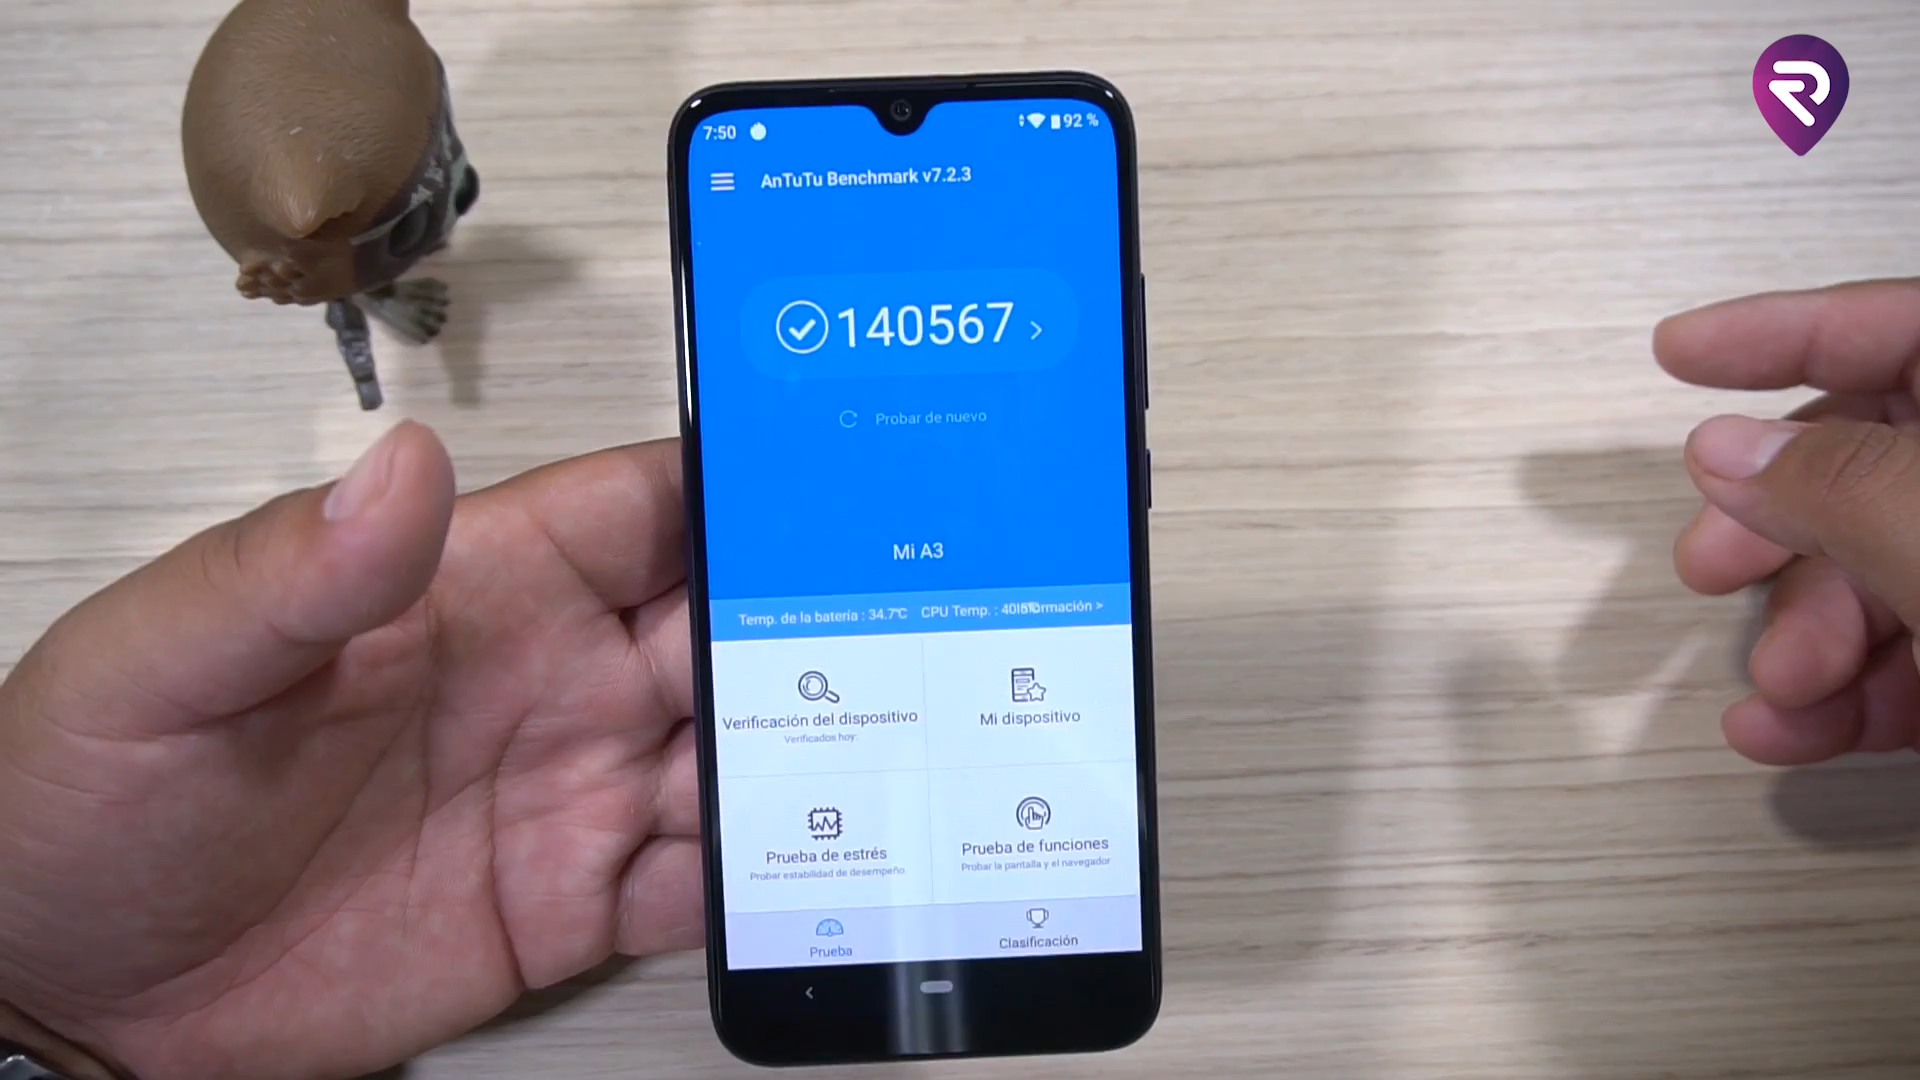 7:50
92 %
AnTuTu Benchmark v7.2.3
140567 >
Probar de nuevo
Mi A3
Temp. de la batería : 34.7℃ CPU Temp. :
Verificación del dispositivo
Verificados hoy:
Mi dispositivo
Prueba de estrés
Probar estabilidad de desempeño
Prueba de funciones
Probar la pantalla y el navegador
Prueba
Clasificación